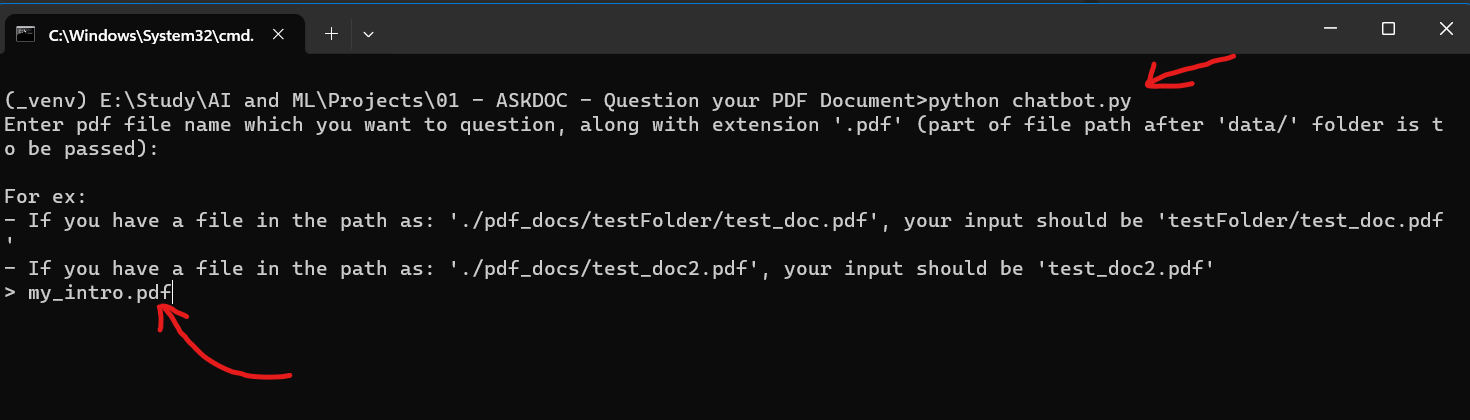 C:\Windows\System32\cmd.
(_venv) E:\Study\AI and ML\Projects\01 - ASKDOC - Question your PDF Document>python chatbot.py
Enter pdf file name which you want to question, along with extension '.pdf' (part of file path after 'data/' folder is t
o be passed):
For ex:
- If you have a file in the path as: './pdf_docs/testFolder/test_doc.pdf', your input should be 'testFolder/test_doc.pdf
'
- If you have a file in the path as: './pdf_docs/test_doc2.pdf', your input should be 'test_doc2.pdf'
> my_intro.pdf